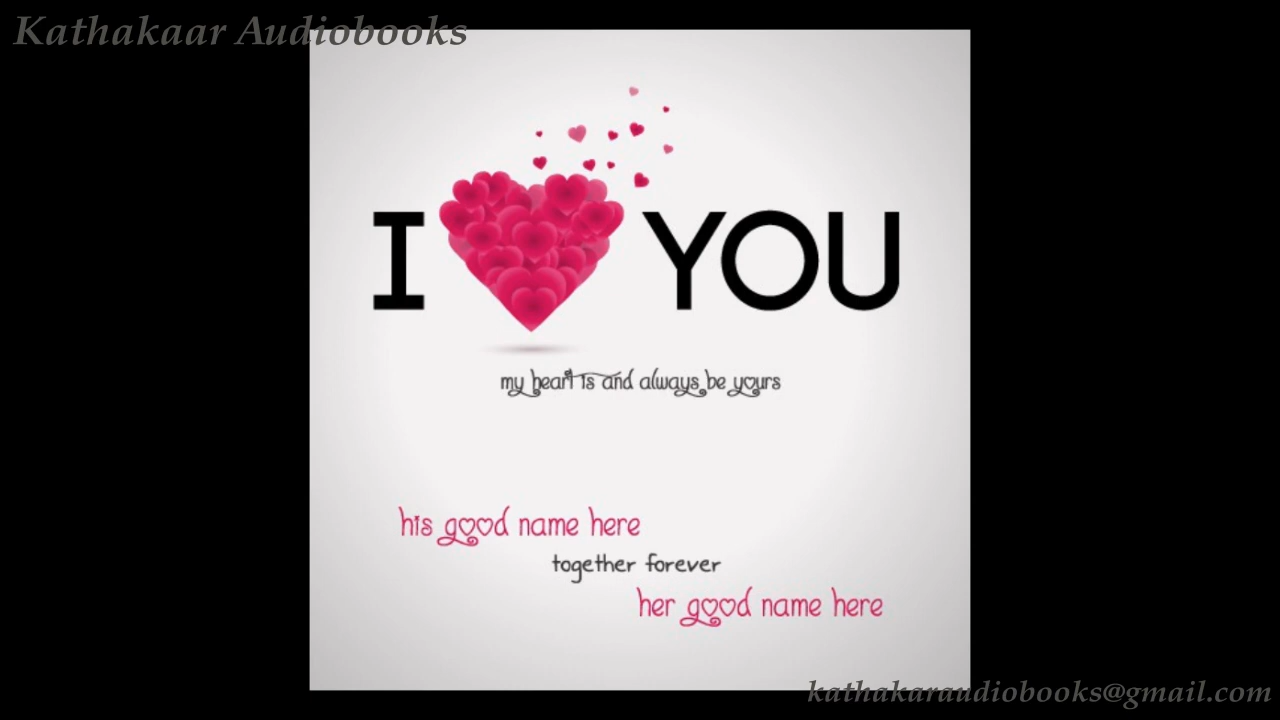 Kathakaar Audiobooks
I YOU
my heart is and always be yours
his good name here
together forever
her good name here
kathakaraudiobooks@gmail.com